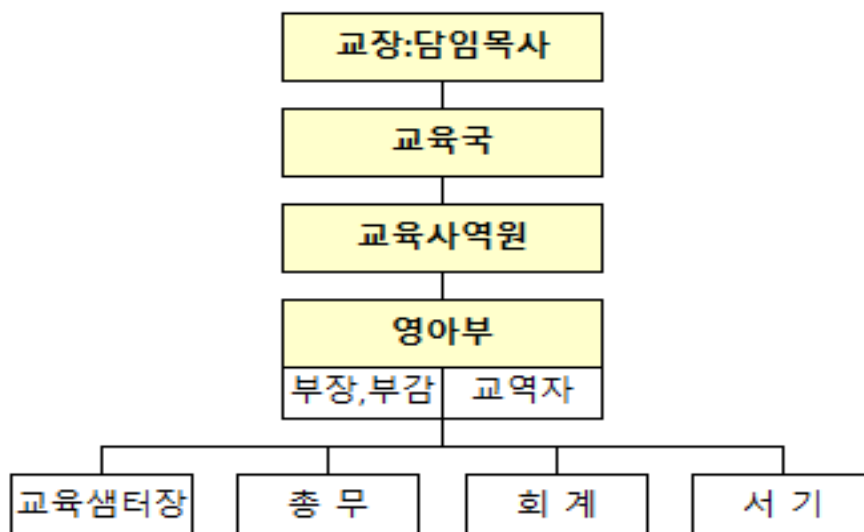 교장:담임목사
교육국
교육사역원
영아부
부장,부감 교역자
교육샘터장 총 무 회 계 서 기